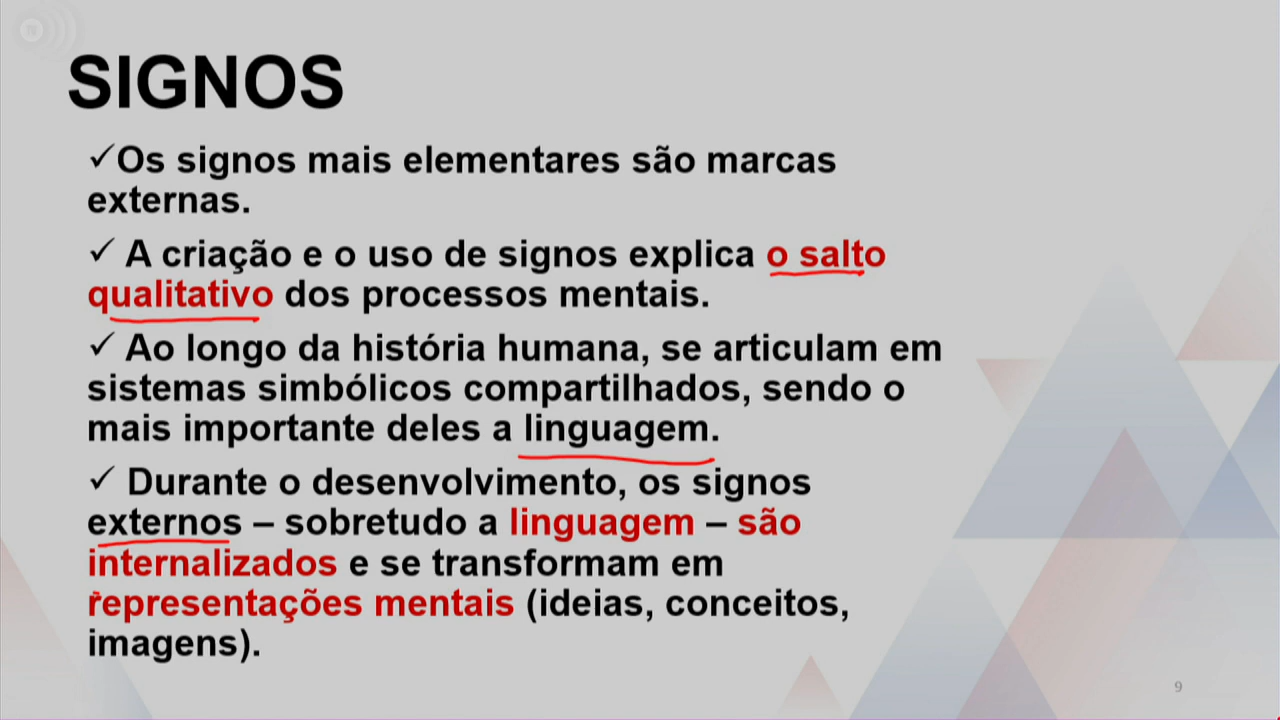 SIGNOS
✓Os signos mais elementares são marcas
externas.
✓ A criação e o uso de signos explica o salto
qualitativo dos processos mentais.
✓ Ao longo da história humana, se articulam em
sistemas simbólicos compartilhados, sendo o
mais importante deles a linguagem.
✓ Durante o desenvolvimento, os signos
externos – sobretudo a linguagem – são
internalizados e se transformam em
representações mentais (ideias, conceitos,
imagens).
9